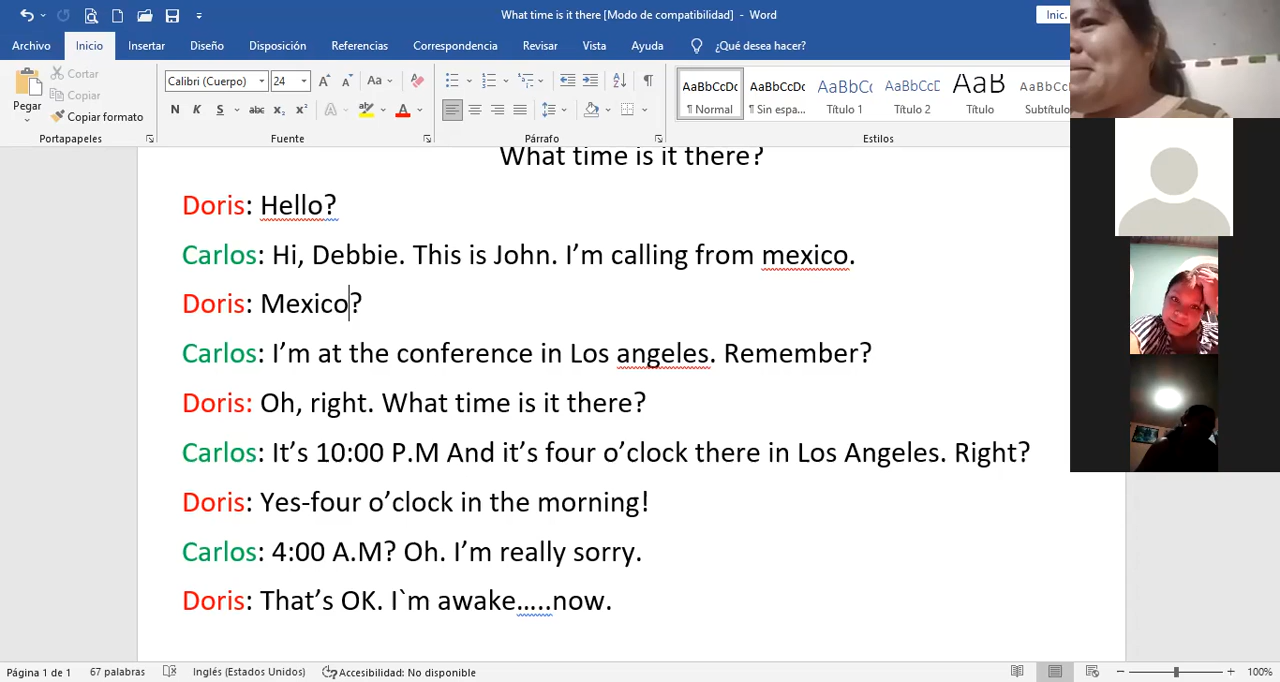 What time is it there [Modo de compatibilidad] - Word
Inic.
Archivo Inicio Insertar Diseño Disposición Referencias Correspondencia Revisar Vista Ayuda ¿Qué desea hacer?
Pegar
Cortar
Copiar
Copiar formato
Portapapeles
Calibri (Cuerpo) 24
N K S abc x₂ x²
Fuente
Párrafo
AaBbCcDc AaBbCcDc AaBbCc AaBbCcD AaB AaBbCc
¶ Normal ¶ Sin espa... Título 1 Título 2 Título Subtítulo
Estilos
What time is it there?
Doris: Hello?
Carlos: Hi, Debbie. This is John. I’m calling from mexico.
Doris: Mexico?
Carlos: I’m at the conference in Los angeles. Remember?
Doris: Oh, right. What time is it there?
Carlos: It’s 10:00 P.M And it’s four o’clock there in Los Angeles. Right?
Doris: Yes-four o’clock in the morning!
Carlos: 4:00 A.M? Oh. I’m really sorry.
Doris: That’s OK. I`m awake…..now.
Página 1 de 1 67 palabras Inglés (Estados Unidos) Accesibilidad: No disponible 100%